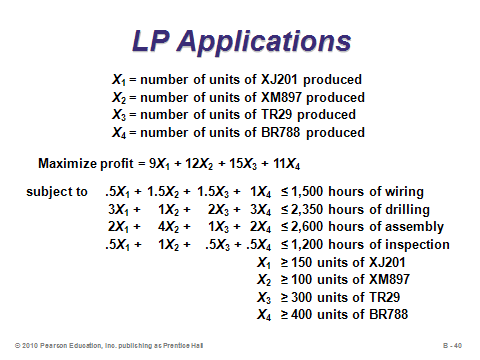 LP Applications
X₁ = number of units of XJ201 produced
X₂ = number of units of XM897 produced
X₃ = number of units of TR29 produced
X₄ = number of units of BR788 produced
Maximize profit = 9X₁ + 12X₂ + 15X₃ + 11X₄
subject to .5X₁ + 1.5X₂ + 1.5X₃ + 1X₄ ≤ 1,500 hours of wiring
3X₁ + 1X₂ + 2X₃ + 3X₄ ≤ 2,350 hours of drilling
2X₁ + 4X₂ + 1X₃ + 2X₄ ≤ 2,600 hours of assembly
.5X₁ + 1X₂ + .5X₃ + .5X₄ ≤ 1,200 hours of inspection
X₁ ≥ 150 units of XJ201
X₂ ≥ 100 units of XM897
X₃ ≥ 300 units of TR29
X₄ ≥ 400 units of BR788
© 2010 Pearson Education, Inc. publishing as Prentice Hall
B - 40